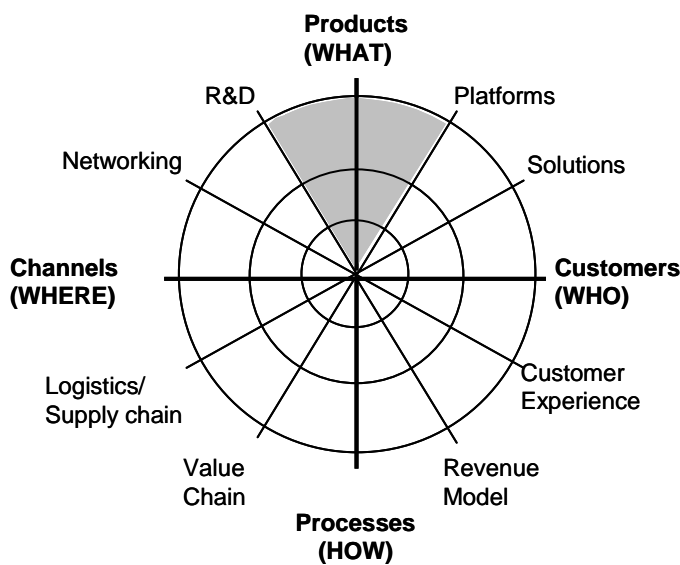 Products
(WHAT)
R&D
Platforms
Networking
Solutions
Channels
(WHERE)
Customers
(WHO)
Logistics/
Supply chain
Customer
Experience
Value
Chain
Revenue
Model
Processes
(HOW)